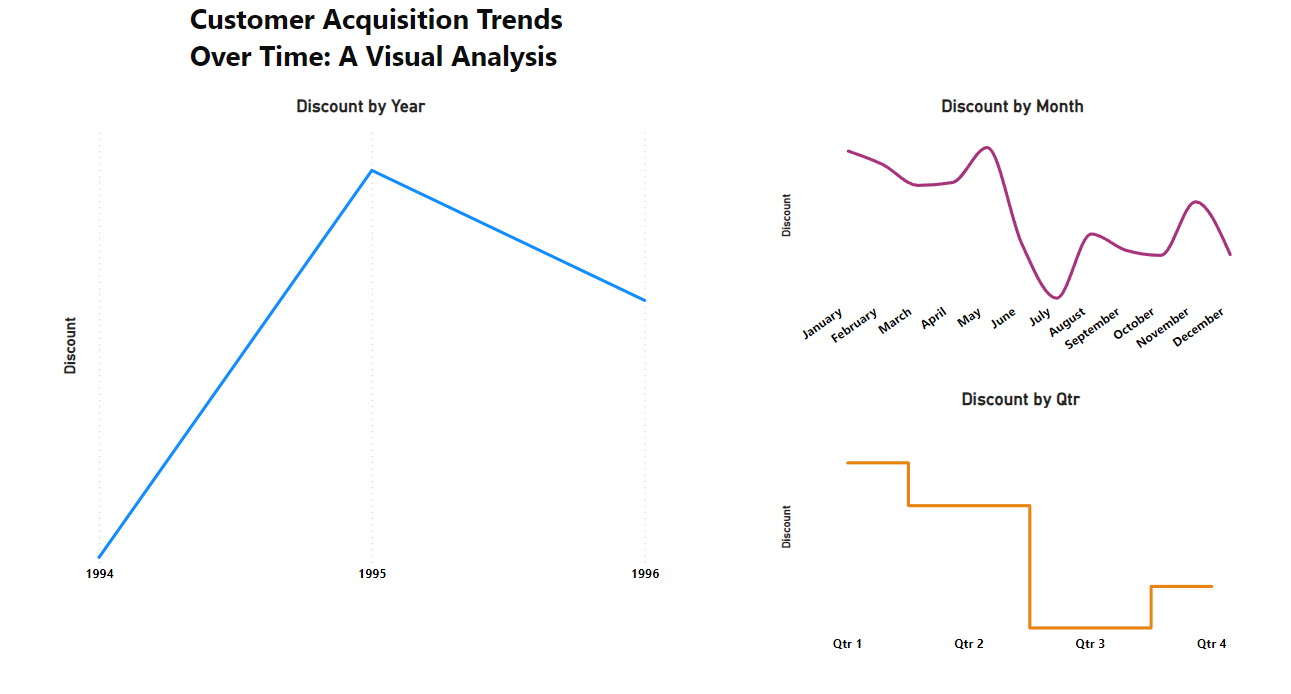 Customer Acquisition Trends
Over Time: A Visual Analysis
Discount by Year
Discount
1994 1995 1996
Discount by Month
Discount
January February March April May June July August September October November December
Discount by Qtr
Discount
Qtr 1 Qtr 2 Qtr 3 Qtr 4